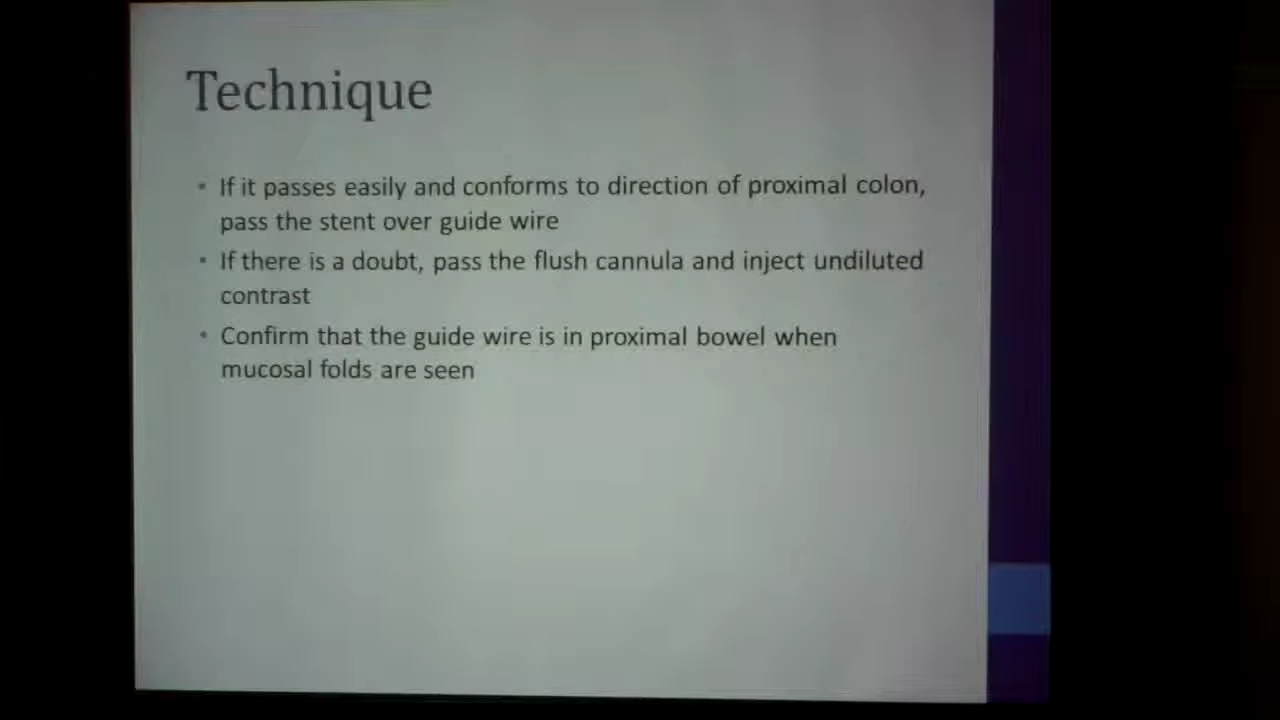 Technique
• If it passes easily and conforms to direction of proximal colon,
pass the stent over guide wire
• If there is a doubt, pass the flush cannula and inject undiluted
contrast
• Confirm that the guide wire is in proximal bowel when
mucosal folds are seen